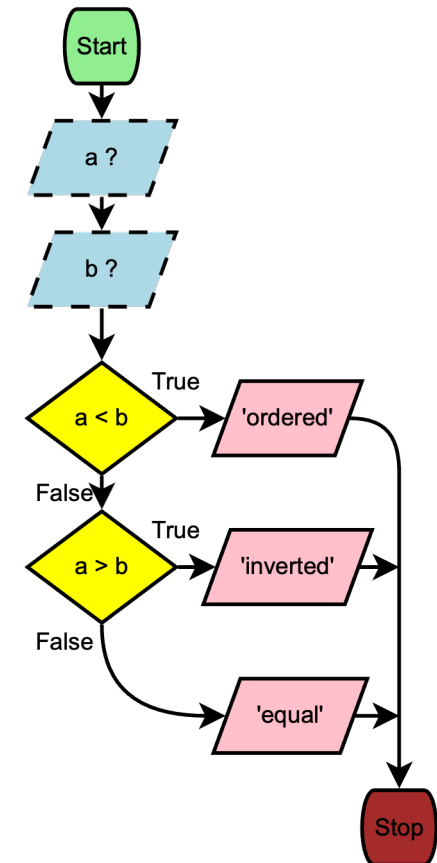 Start
a ?
b ?
True
a < b
'ordered'
False
True
a > b
'inverted'
False
'equal'
Stop